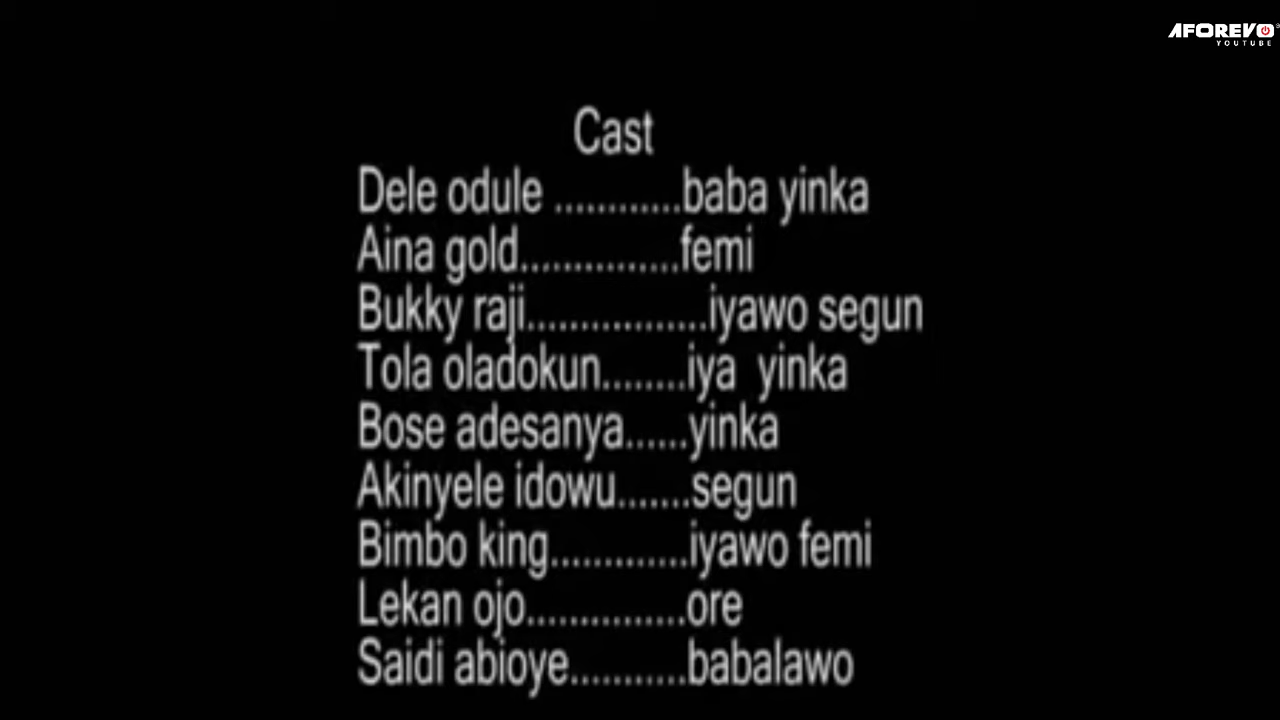 AFOREVO
YOUTUBE
Cast
Dele odule ............baba yinka
Aina gold...............femi
Bukky raji.................iyawo segun
Tola oladokun........iya  yinka
Bose adesanya......yinka
Akinyele idowu.......segun
Bimbo king.............iyawo femi
Lekan ojo...............ore
Saidi abioye...........babalawo